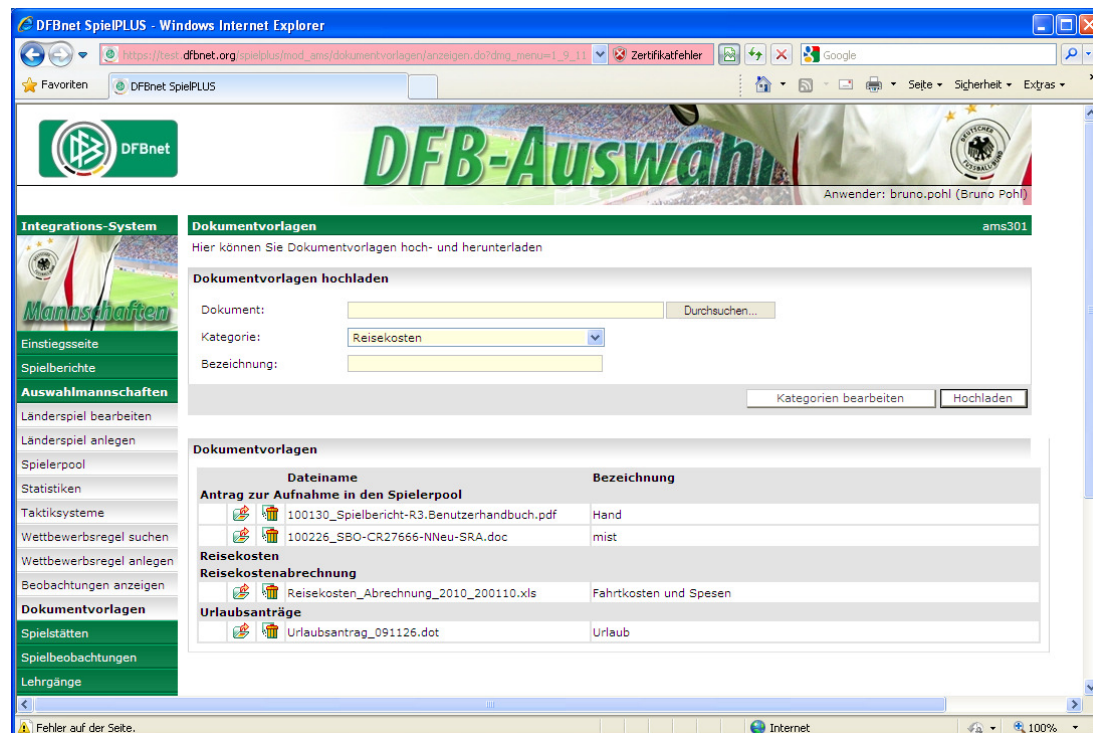 DFBnet SpielPLUS - Windows Internet Explorer
https://test.dfbnet.org/spielplus/mod_ams/dokumentvorlagen/anzeigen.do?dmg_menu=1_9_11 Zertifikatfehler Google
Favoriten DFBnet SpielPLUS Seite Sicherheit Extras
DFBnet DFB-Auswahl
DEUTSCHER FUSSBALL-BUND
Anwender: bruno.pohl (Bruno Pohl)
Integrations-System
Mannschaften
Einstiegsseite
Spielberichte
Auswahlmannschaften
Länderspiel bearbeiten
Länderspiel anlegen
Spielerpool
Statistiken
Taktiksysteme
Wettbewerbsregel suchen
Wettbewerbsregel anlegen
Beobachtungen anzeigen
Dokumentvorlagen
Spielstätten
Spielbeobachtungen
Lehrgänge
Dokumentvorlagen ams301
Hier können Sie Dokumentvorlagen hoch- und herunterladen
Dokumentvorlagen hochladen
Dokument: Durchsuchen...
Kategorie: Reisekosten
Bezeichnung:
Kategorien bearbeiten Hochladen
Dokumentvorlagen
Dateiname Bezeichnung
Antrag zur Aufnahme in den Spielerpool
100130_Spielbericht-R3.Benutzerhandbuch.pdf Hand
100226_SBO-CR27666-NNeu-SRA.doc mist
Reisekosten
Reisekostenabrechnung
Reisekosten_Abrechnung_2010_200110.xls Fahrtkosten und Spesen
Urlaubsanträge
Urlaubsantrag_091126.dot Urlaub
Fehler auf der Seite. Internet 100%